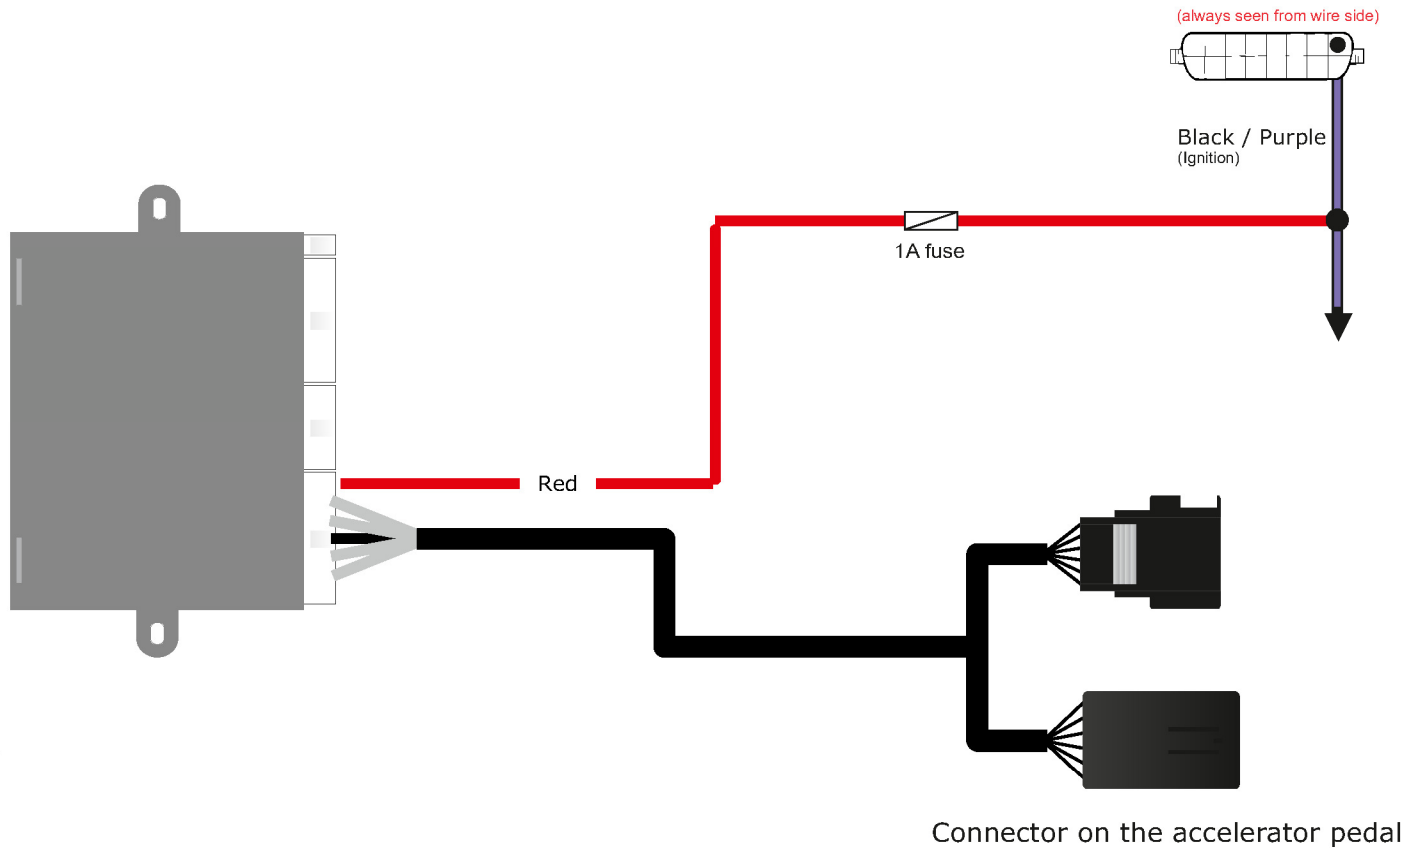 (always seen from wire side)
Black / Purple
(Ignition)
1A fuse
Red
Connector on the accelerator pedal